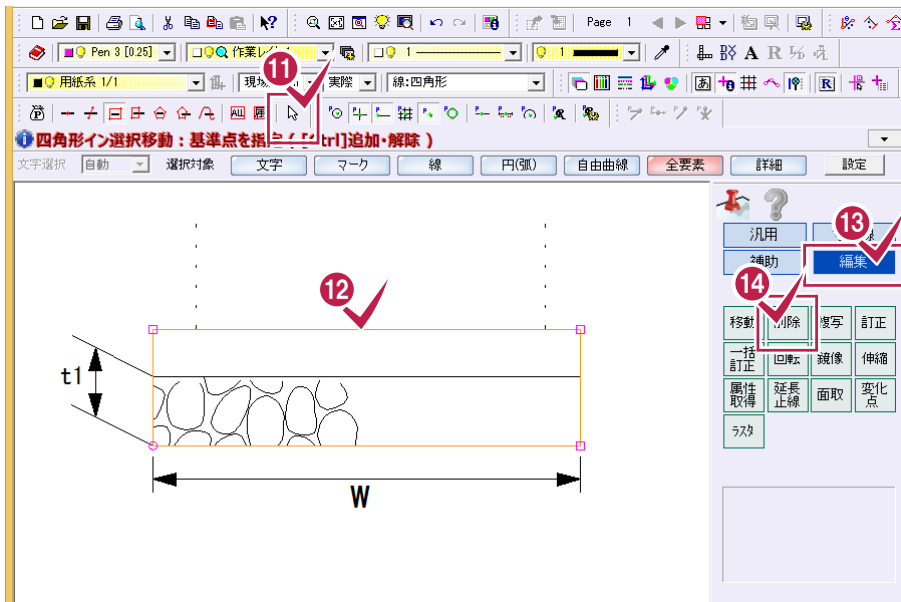 Page 1
Pen 3 [0.25] 作業レ 1
用紙系 1/1 現場 実際 線:四角形
⑪
四角形イン選択移動:基準点を指 [Ctrl]追加・解除 )
文字選択 自動 選択対象 文字 マーク 線 円(弧) 自由曲線 全要素 詳細 設定
汎用
⑬
補助 編集
⑫
⑭
移動 削除 複写 訂正
一括訂正 回転 鏡像 伸縮
属性取得 延長止線 面取 変化点
ラスタ
t1
W